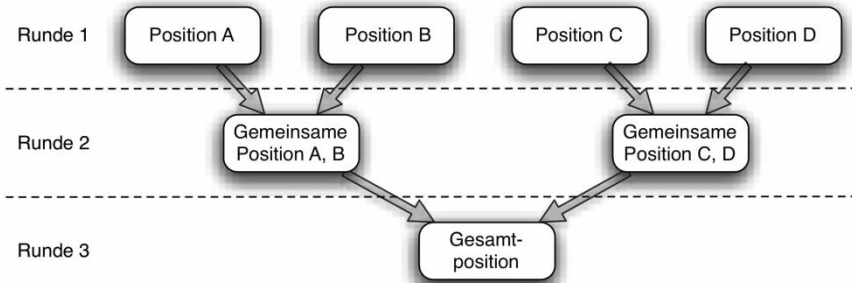 Runde 1
Position A
Position B
Position C
Position D
Runde 2
Gemeinsame
Position A, B
Gemeinsame
Position C, D
Runde 3
Gesamt-
position